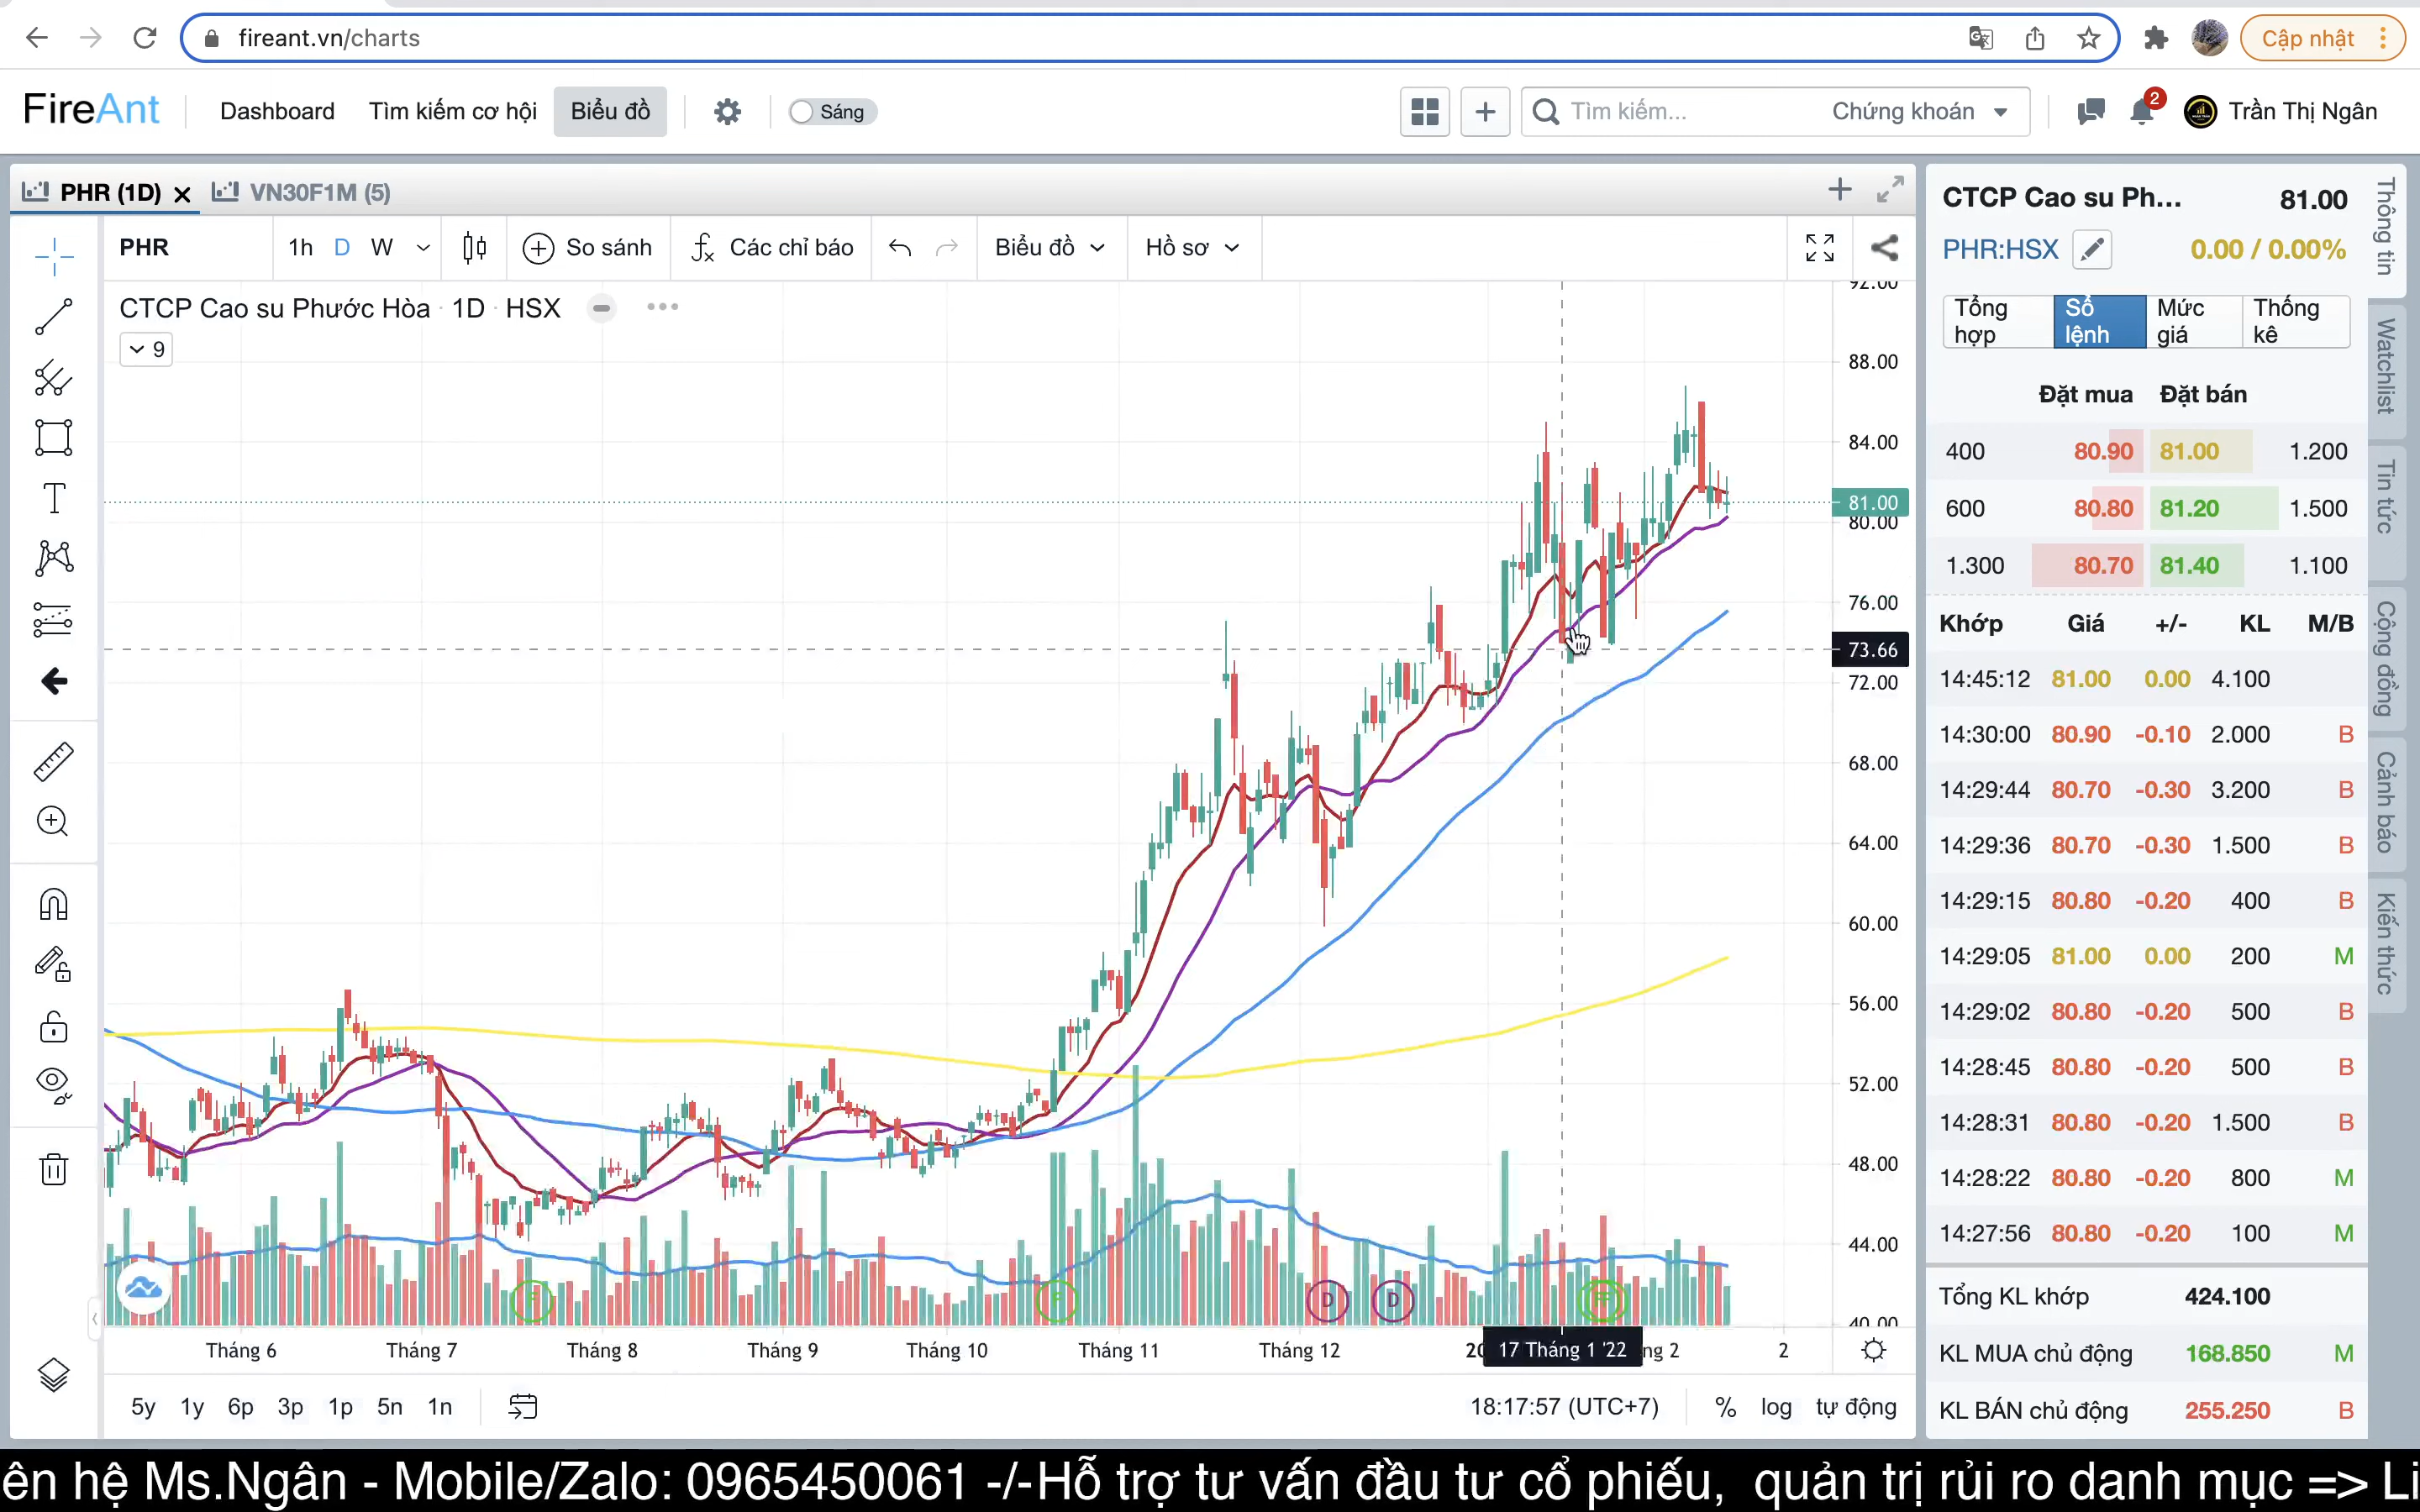 fireant.vn/charts
Cập nhật
FireAnt
Dashboard
Tìm kiếm cơ hội
Biểu đồ
Sáng
Tìm kiếm...
Chứng khoán
2
Trần Thị Ngân
PHR (1D)
VN30F1M (5)
PHR
1h D W
So sánh
Các chỉ báo
Biểu đồ
Hồ sơ
CTCP Cao su Phước Hòa · 1D · HSX
9
92.00
88.00
84.00
81.00
80.00
76.00
73.66
72.00
68.00
64.00
60.00
56.00
52.00
48.00
44.00
40.00
F
F
D
D
F
Tháng 6
Tháng 7
Tháng 8
Tháng 9
Tháng 10
Tháng 11
Tháng 12
20
17 Tháng 1 '22
ng 2
2
5y 1y 6p 3p 1p 5n 1n
18:17:57 (UTC+7)
% log tự động
CTCP Cao su Ph... 81.00
PHR:HSX 0.00 / 0.00%
Tổng hợp
Sổ lệnh
Mức giá
Thống kê
Đặt mua Đặt bán
400 80.90 81.00 1.200
600 80.80 81.20 1.500
1.300 80.70 81.40 1.100
Khớp Giá +/- KL M/B
14:45:12 81.00 0.00 4.100
14:30:00 80.90 -0.10 2.000 B
14:29:44 80.70 -0.30 3.200 B
14:29:36 80.70 -0.30 1.500 B
14:29:15 80.80 -0.20 400 B
14:29:05 81.00 0.00 200 M
14:29:02 80.80 -0.20 500 B
14:28:45 80.80 -0.20 500 B
14:28:31 80.80 -0.20 1.500 B
14:28:22 80.80 -0.20 800 M
14:27:56 80.80 -0.20 100 M
Tổng KL khớp 424.100
KL MUA chủ động 168.850 M
KL BÁN chủ động 255.250 B
Thông tin
Watchlist
Tin tức
Cộng đồng
Cảnh báo
Kiến thức
ên hệ Ms.Ngân - Mobile/Zalo: 0965450061 -/-Hỗ trợ tư vấn đầu tư cổ phiếu, quản trị rủi ro danh mục => Li